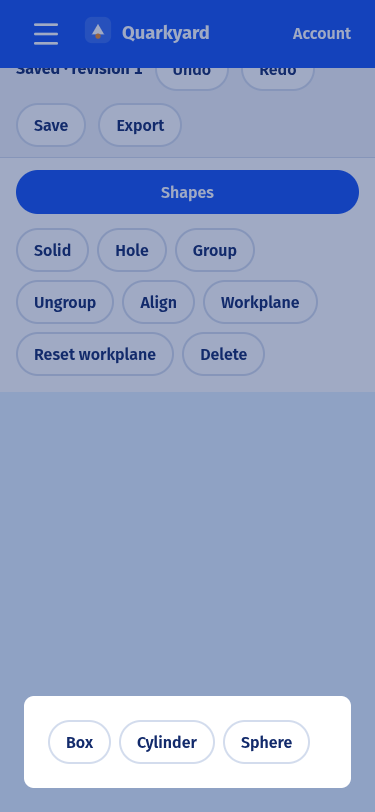 Quarkyard Account
Saved · revision 1 Undo Redo
Save Export
Shapes
Solid Hole Group
Ungroup Align Workplane
Reset workplane Delete
Box Cylinder Sphere